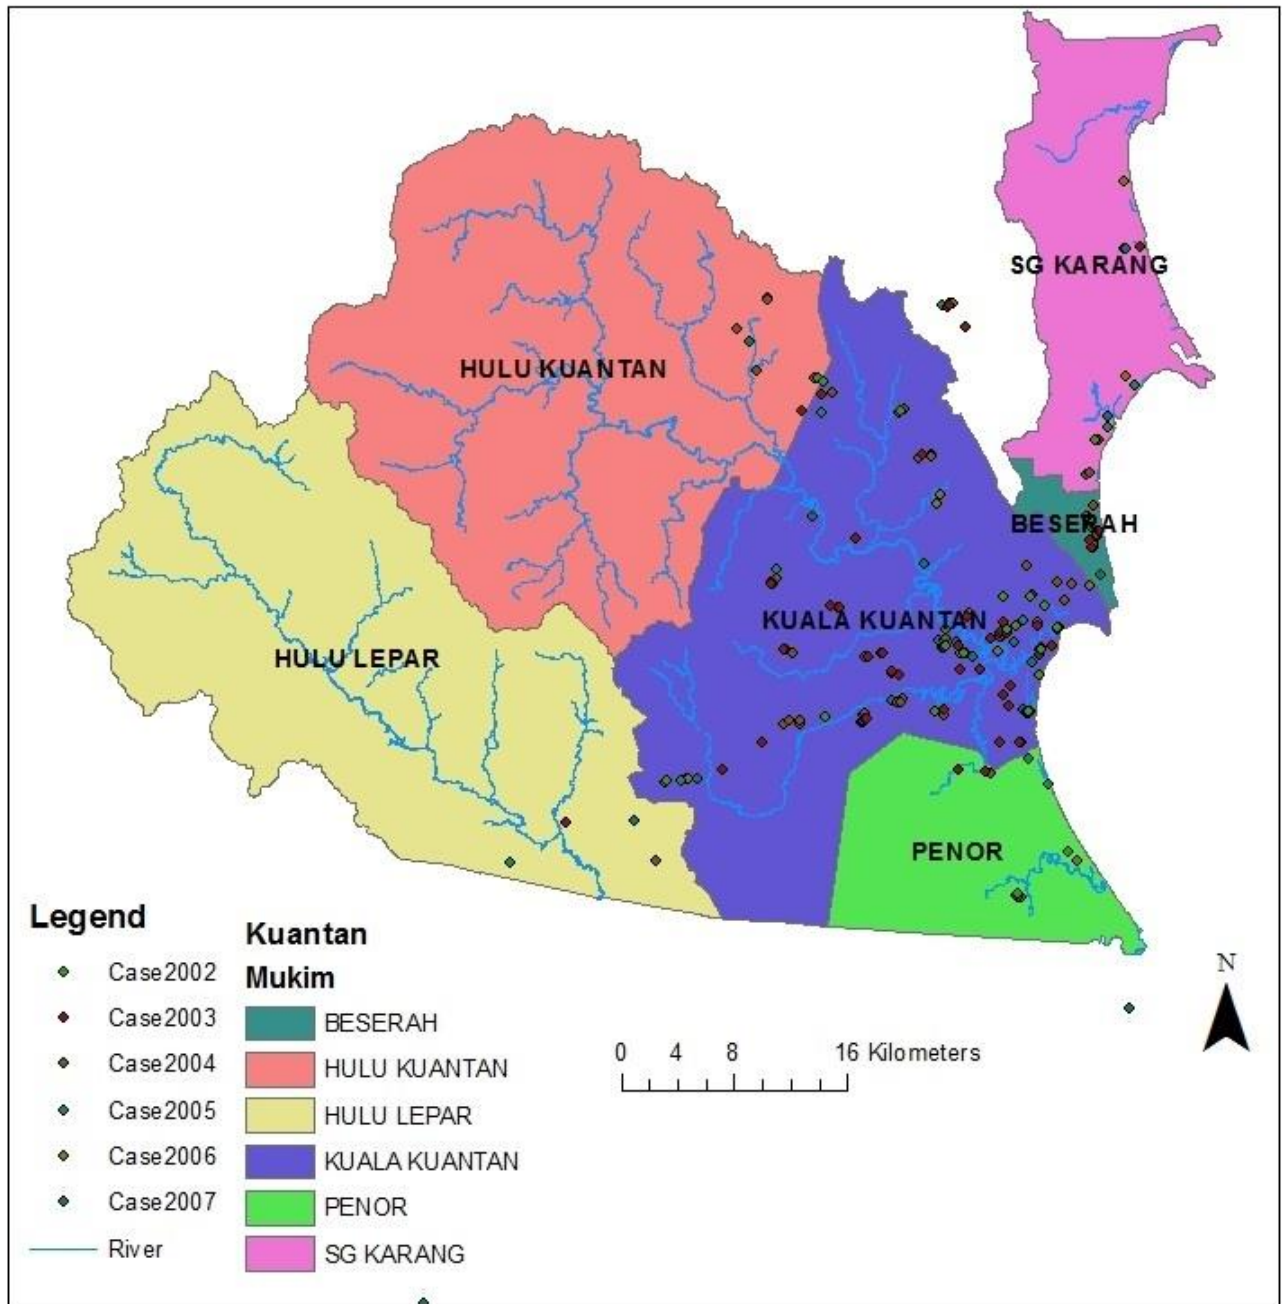 SG KARANG
HULU KUANTAN
BESERAH
KUALA KUANTAN
HULU LEPAR
PENOR
Legend
Case2002
Case2003
Case2004
Case2005
Case2006
Case2007
River
Kuantan
Mukim
BESERAH
HULU KUANTAN
HULU LEPAR
KUALA KUANTAN
PENOR
SG KARANG
0 4 8 16 Kilometers
N